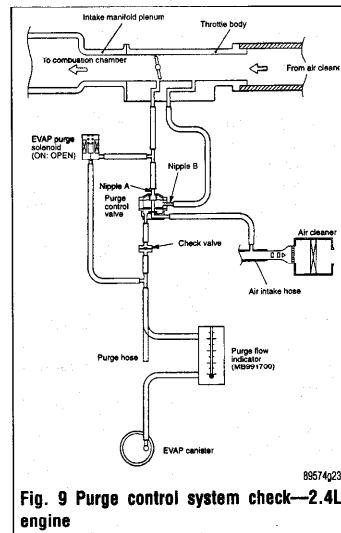 Intake manifold plenum
Throttle body
To combustion chamber
From air cleaner
EVAP purge
solenoid
(ON: OPEN)
Nipple A
Nipple B
Purge
control
valve
Check valve
Air cleaner
Air intake hose
Purge hose
Purge flow
indicator
(MB991700)
EVAP canister
89574g23
Fig. 9 Purge control system check—2.4L
engine